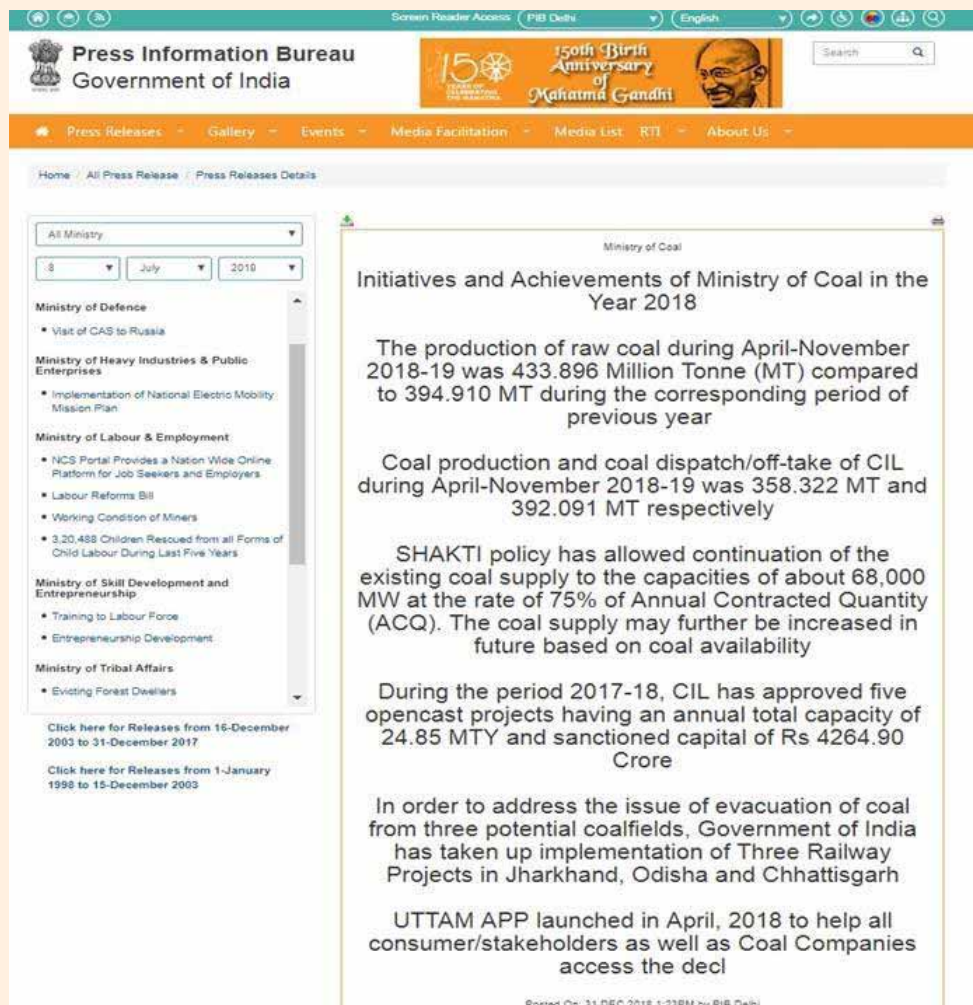 Screen Reader Access PIB Delhi English
Press Information Bureau
Government of India
150
YEARS OF
CELEBRATING
THE MAHATMA
150th Birth
Anniversary
of
Mahatma Gandhi
Search
Press Releases Gallery Events Media Facilitation Media List RTI About Us
Home / All Press Release / Press Releases Details
All Ministry
8 July 2019
Ministry of Defence
Visit of CAS to Russia
Ministry of Heavy Industries & Public
Enterprises
Implementation of National Electric Mobility
Mission Plan
Ministry of Labour & Employment
NCS Portal Provides a Nation Wide Online
Platform for Job Seekers and Employers
Labour Reforms Bill
Working Condition of Miners
3,20,488 Children Rescued from all Forms of
Child Labour During Last Five Years
Ministry of Skill Development and
Entrepreneurship
Training to Labour Force
Entrepreneurship Development
Ministry of Tribal Affairs
Evicting Forest Dwellers
Click here for Releases from 16-December
2003 to 31-December 2017
Click here for Releases from 1-January
1998 to 15-December 2003
Ministry of Coal
Initiatives and Achievements of Ministry of Coal in the
Year 2018
The production of raw coal during April-November
2018-19 was 433.896 Million Tonne (MT) compared
to 394.910 MT during the corresponding period of
previous year
Coal production and coal dispatch/off-take of CIL
during April-November 2018-19 was 358.322 MT and
392.091 MT respectively
SHAKTI policy has allowed continuation of the
existing coal supply to the capacities of about 68,000
MW at the rate of 75% of Annual Contracted Quantity
(ACQ). The coal supply may further be increased in
future based on coal availability
During the period 2017-18, CIL has approved five
opencast projects having an annual total capacity of
24.85 MTY and sanctioned capital of Rs 4264.90
Crore
In order to address the issue of evacuation of coal
from three potential coalfields, Government of India
has taken up implementation of Three Railway
Projects in Jharkhand, Odisha and Chhattisgarh
UTTAM APP launched in April, 2018 to help all
consumer/stakeholders as well as Coal Companies
access the decl
Posted On: 31 DEC 2018 1:23PM by PIB Delhi